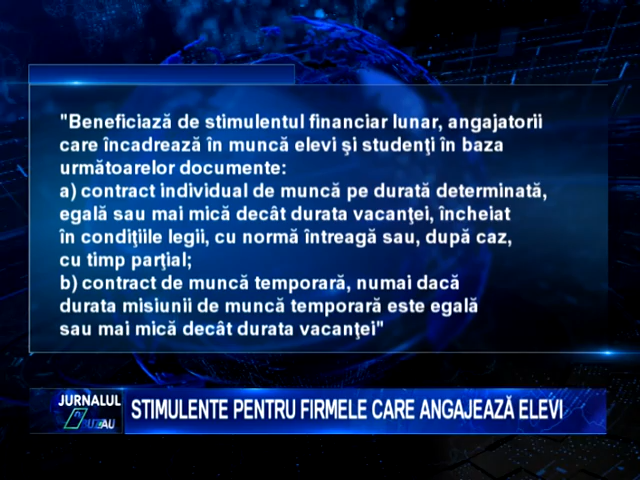 "Beneficiază de stimulentul financiar lunar, angajatorii
care încadrează în muncă elevi şi studenţi în baza
următoarelor documente:
a) contract individual de muncă pe durată determinată,
egală sau mai mică decât durata vacanţei, încheiat
în condiţiile legii, cu normă întreagă sau, după caz,
cu timp parţial;
b) contract de muncă temporară, numai dacă
durata misiunii de muncă temporară este egală
sau mai mică decât durata vacanţei"
JURNALUL
BUZAU
STIMULENTE PENTRU FIRMELE CARE ANGAJEAZĂ ELEVI